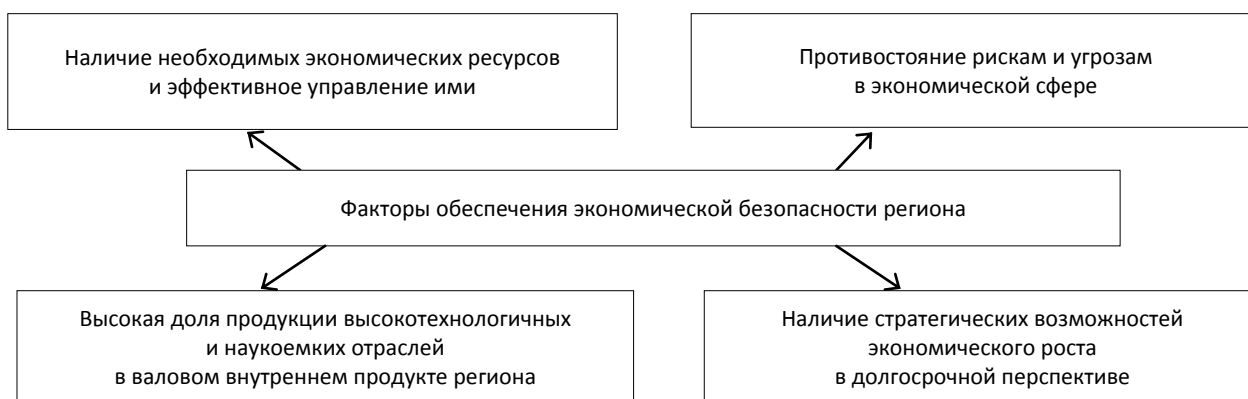 Наличие необходимых экономических ресурсов
и эффективное управление ими
Противостояние рискам и угрозам
в экономической сфере
Факторы обеспечения экономической безопасности региона
Высокая доля продукции высокотехнологичных
и наукоемких отраслей
в валовом внутреннем продукте региона
Наличие стратегических возможностей
экономического роста
в долгосрочной перспективе